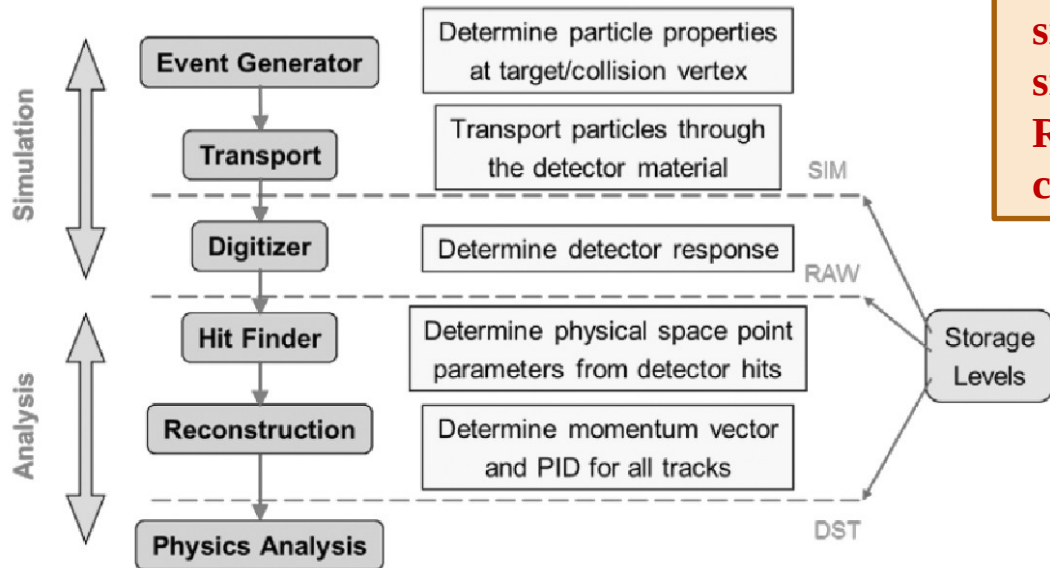 Simulation
Analysis
Event Generator
Determine particle properties
at target/collision vertex
Transport
Transport particles through
the detector material
SIM
Digitizer
Determine detector response
RAW
Hit Finder
Determine physical space point
parameters from detector hits
Storage
Levels
Reconstruction
Determine momentum vector
and PID for all tracks
DST
Physics Analysis